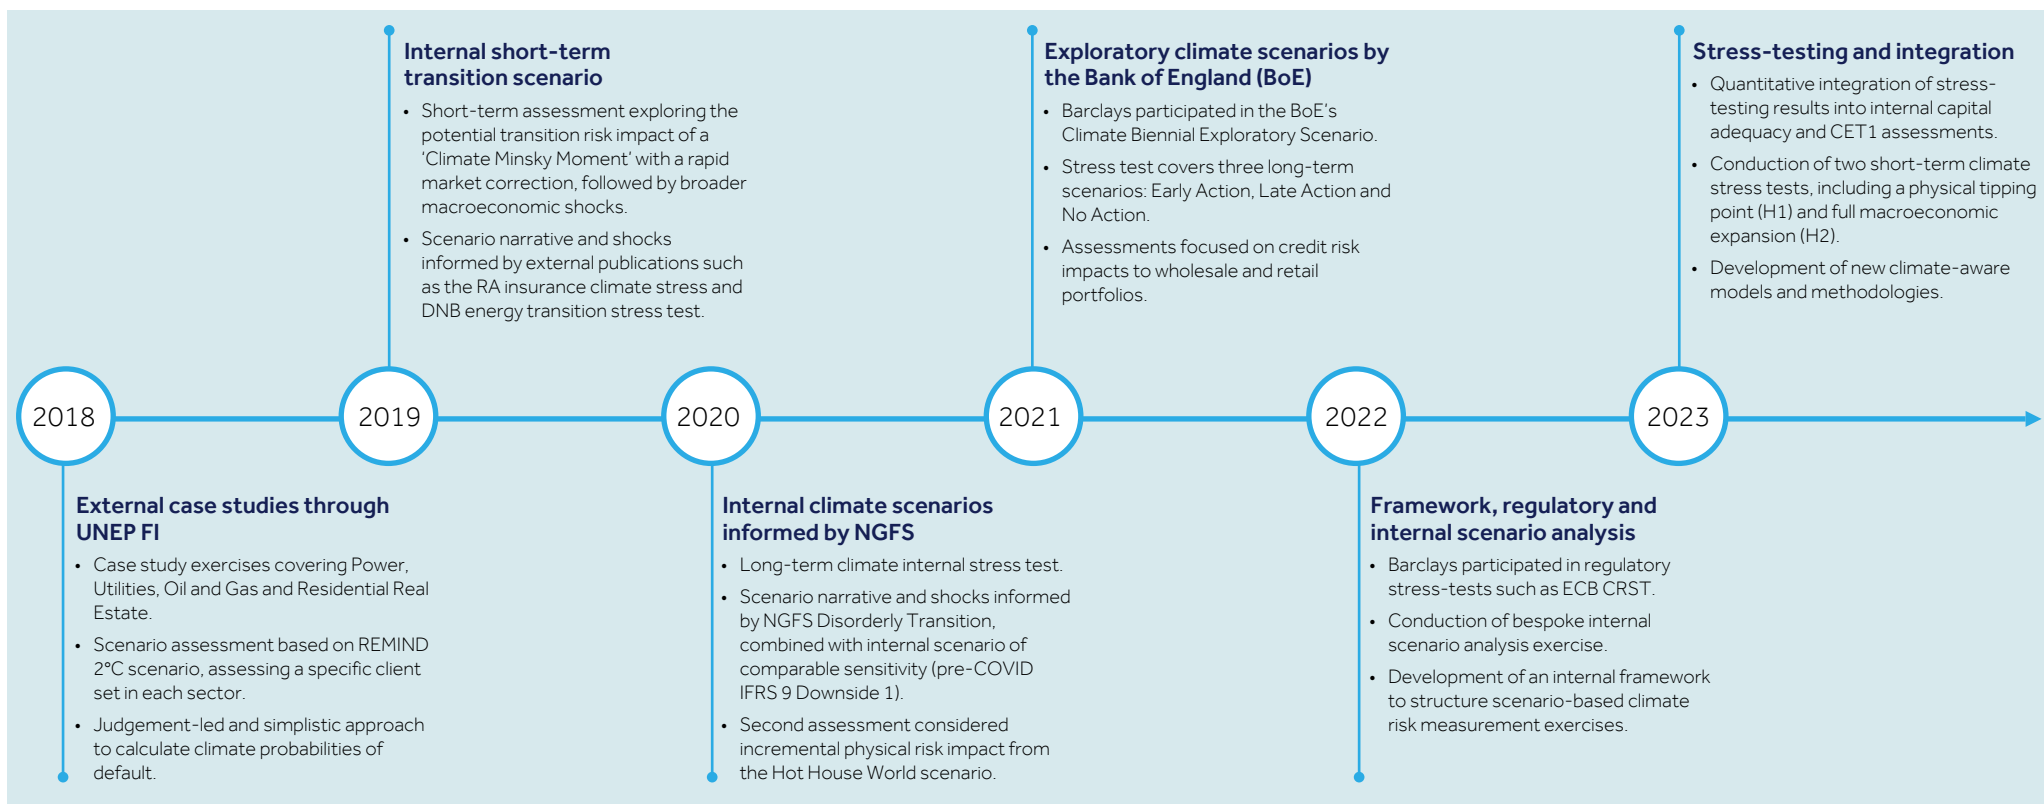 Internal short-term
transition scenario
• Short-term assessment exploring the
potential transition risk impact of a
‘Climate Minsky Moment’ with a rapid
market correction, followed by broader
macroeconomic shocks.
• Scenario narrative and shocks
informed by external publications such
as the RA insurance climate stress and
DNB energy transition stress test.
Exploratory climate scenarios by
the Bank of England (BoE)
• Barclays participated in the BoE’s
Climate Biennial Exploratory Scenario.
• Stress test covers three long-term
scenarios: Early Action, Late Action and
No Action.
• Assessments focused on credit risk
impacts to wholesale and retail
portfolios.
Stress-testing and integration
• Quantitative integration of stress-
testing results into internal capital
adequacy and CET1 assessments.
• Conduction of two short-term climate
stress tests, including a physical tipping
point (H1) and full macroeconomic
expansion (H2).
• Development of new climate-aware
models and methodologies.
2018
2019
2020
2021
2022
2023
External case studies through
UNEP FI
• Case study exercises covering Power,
Utilities, Oil and Gas and Residential Real
Estate.
• Scenario assessment based on REMIND
2°C scenario, assessing a specific client
set in each sector.
• Judgement-led and simplistic approach
to calculate climate probabilities of
default.
Internal climate scenarios
informed by NGFS
• Long-term climate internal stress test.
• Scenario narrative and shocks informed
by NGFS Disorderly Transition,
combined with internal scenario of
comparable sensitivity (pre-COVID
IFRS 9 Downside 1).
• Second assessment considered
incremental physical risk impact from
the Hot House World scenario.
Framework, regulatory and
internal scenario analysis
• Barclays participated in regulatory
stress-tests such as ECB CRST.
• Conduction of bespoke internal
scenario analysis exercise.
• Development of an internal framework
to structure scenario-based climate
risk measurement exercises.